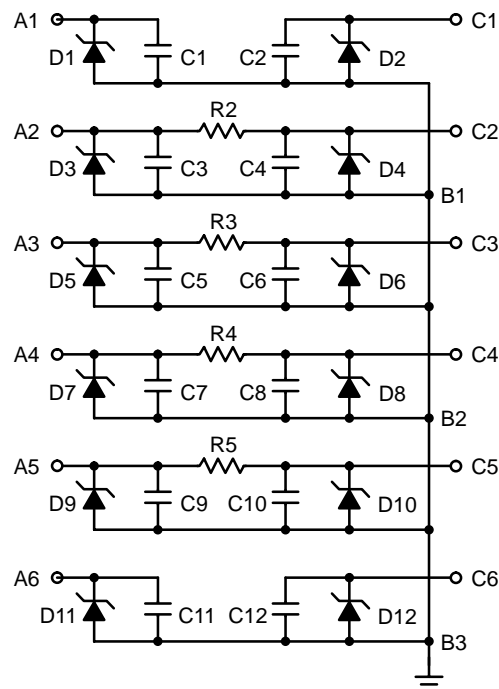 A1 C1
D1 C1 C2 D2
R2
A2 C2
D3 C3 C4 D4
B1
R3
A3 C3
D5 C5 C6 D6
R4
A4 C4
D7 C7 C8 D8
B2
R5
A5 C5
D9 C9 C10 D10
A6 C6
D11 C11 C12 D12
B3